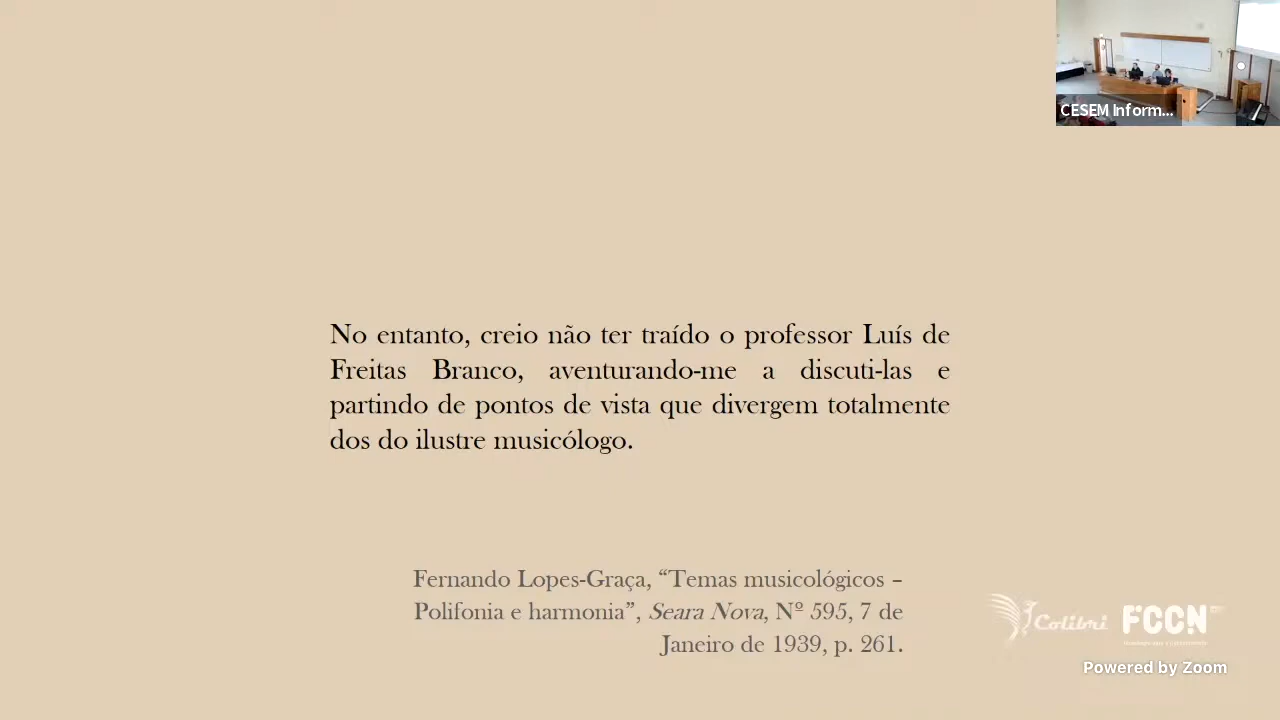 CESEM Inform...
No entanto, creio não ter traído o professor Luís de
Freitas Branco, aventurando-me a discuti-las e
partindo de pontos de vista que divergem totalmente
dos do ilustre musicólogo.
Fernando Lopes-Graça, “Temas musicológicos –
Polifonia e harmonia”, Seara Nova, Nº 595, 7 de
Janeiro de 1939, p. 261.
Colibri FCCN
Powered by Zoom